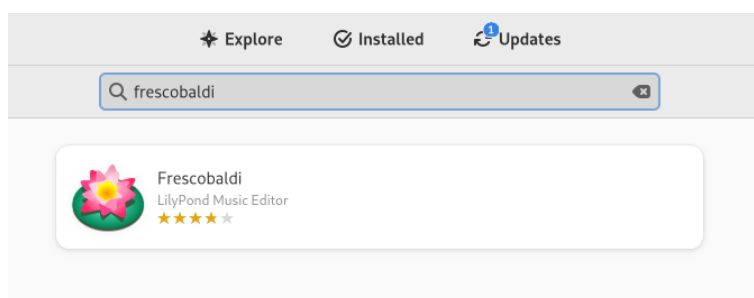 Explore Installed 1 Updates
frescobaldi
Frescobaldi
LilyPond Music Editor